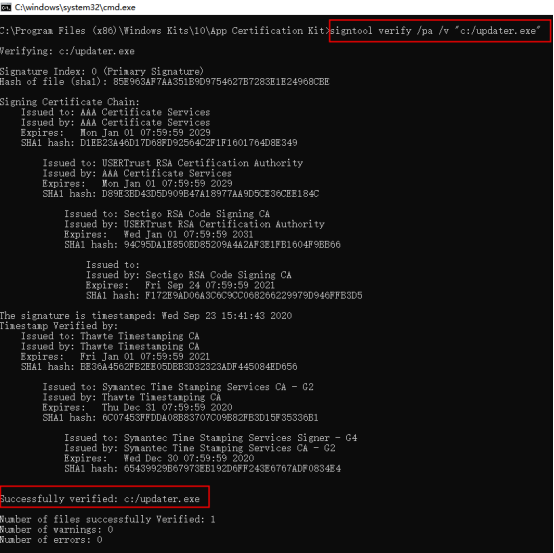 C:\windows\system32\cmd.exe
C:\Program Files (x86)\Windows Kits\10\App Certification Kit>signtool verify /pa /v "c:/updater.exe"
Verifying: c:/updater.exe
Signature Index: 0 (Primary Signature)
Hash of file (sha1): 85E963AF7AA351B9D9754627B7283E1E24968CBE
Signing Certificate Chain:
Issued to: AAA Certificate Services
Issued by: AAA Certificate Services
Expires: Mon Jan 01 07:59:59 2029
SHA1 hash: D1EB23A46D17D68FD92564C2F1F1601764D8E349
Issued to: USERTrust RSA Certification Authority
Issued by: AAA Certificate Services
Expires: Mon Jan 01 07:59:59 2029
SHA1 hash: D89E3BD43D5D909B47A18977AA9D5CE36CEE184C
Issued to: Sectigo RSA Code Signing CA
Issued by: USERTrust RSA Certification Authority
Expires: Wed Jan 01 07:59:59 2031
SHA1 hash: 94C95DA1E850BD85209A4A2AF3E1FB1604F9BB66
Issued to:
Issued by: Sectigo RSA Code Signing CA
Expires: Fri Sep 24 07:59:59 2021
SHA1 hash: F172E9AD06A3C6C9CC068266229979D946FFB3D5
The signature is timestamped: Wed Sep 23 15:41:43 2020
Timestamp Verified by:
Issued to: Thawte Timestamping CA
Issued by: Thawte Timestamping CA
Expires: Fri Jan 01 07:59:59 2021
SHA1 hash: BE36A4562FB2EE05DBB3D32323ADF445084ED656
Issued to: Symantec Time Stamping Services CA - G2
Issued by: Thawte Timestamping CA
Expires: Thu Dec 31 07:59:59 2020
SHA1 hash: 6C07453FFDDA08B83707C09B82FB3D15F35336B1
Issued to: Symantec Time Stamping Services Signer - G4
Issued by: Symantec Time Stamping Services CA - G2
Expires: Wed Dec 30 07:59:59 2020
SHA1 hash: 65439929B67973EB192D6FF243E6767ADF0834E4
Successfully verified: c:/updater.exe
Number of files successfully Verified: 1
Number of warnings: 0
Number of errors: 0